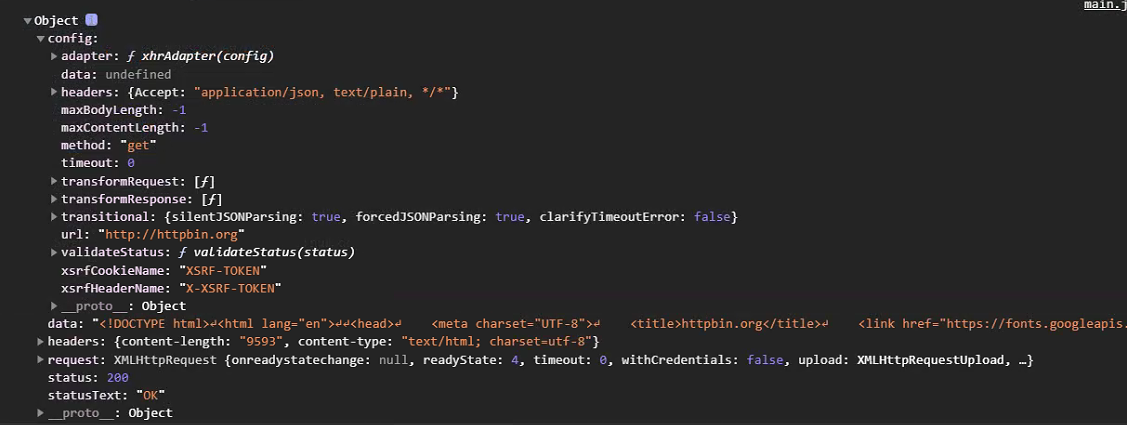 main.j
Object i
config:
adapter: ƒ xhrAdapter(config)
data: undefined
headers: {Accept: "application/json, text/plain, */*"}
maxBodyLength: -1
maxContentLength: -1
method: "get"
timeout: 0
transformRequest: [ƒ]
transformResponse: [ƒ]
transitional: {silentJSONParsing: true, forcedJSONParsing: true, clarifyTimeoutError: false}
url: "http://httpbin.org"
validateStatus: ƒ validateStatus(status)
xsrfCookieName: "XSRF-TOKEN"
xsrfHeaderName: "X-XSRF-TOKEN"
__proto__: Object
data: "<!DOCTYPE html>↵<html lang="en">↵↵<head>↵    <meta charset="UTF-8">↵    <title>httpbin.org</title>↵    <link href="https://fonts.googleapis.
headers: {content-length: "9593", content-type: "text/html; charset=utf-8"}
request: XMLHttpRequest {onreadystatechange: null, readyState: 4, timeout: 0, withCredentials: false, upload: XMLHttpRequestUpload, …}
status: 200
statusText: "OK"
__proto__: Object